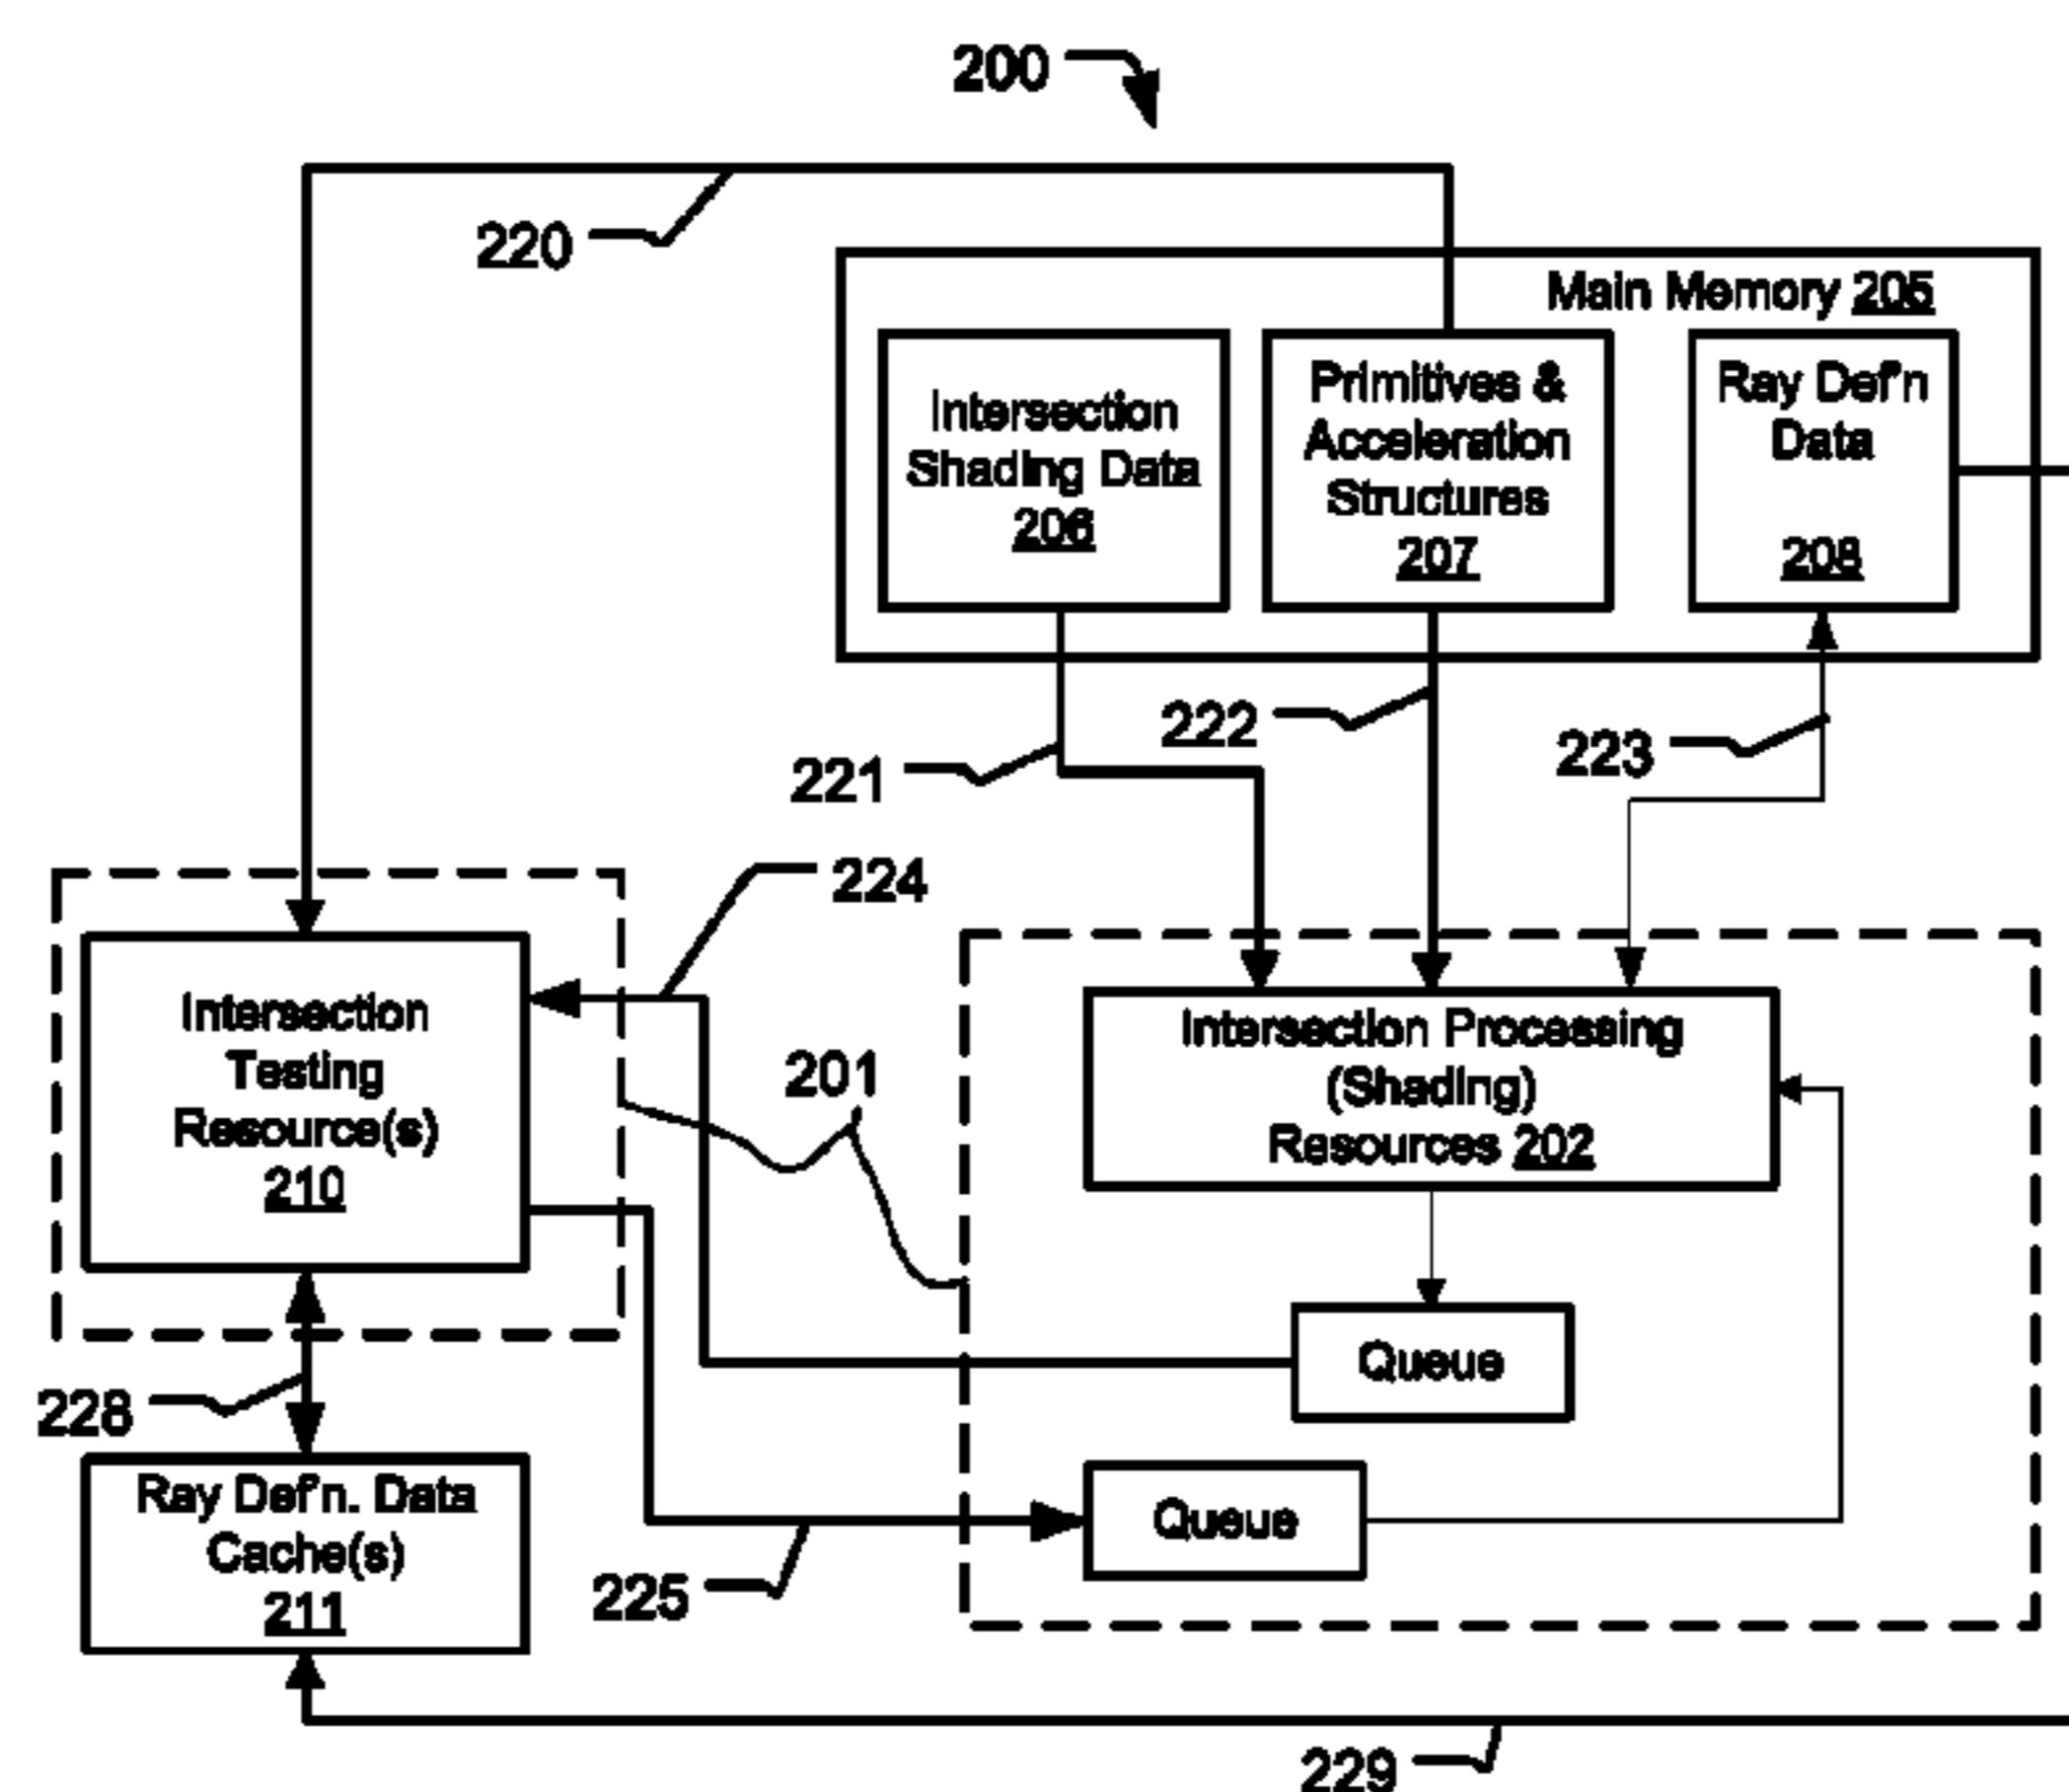 200
220
Main Memory 205
Intersection
Shading Data
206
Primitives &
Acceleration
Structures
207
Ray Def'n
Data
208
221
222
223
224
Intersection
Testing
Resource(s)
210
201
Intersection Processing
(Shading)
Resources 202
Queue
Queue
228
Ray Def'n. Data
Cache(s)
211
225
229